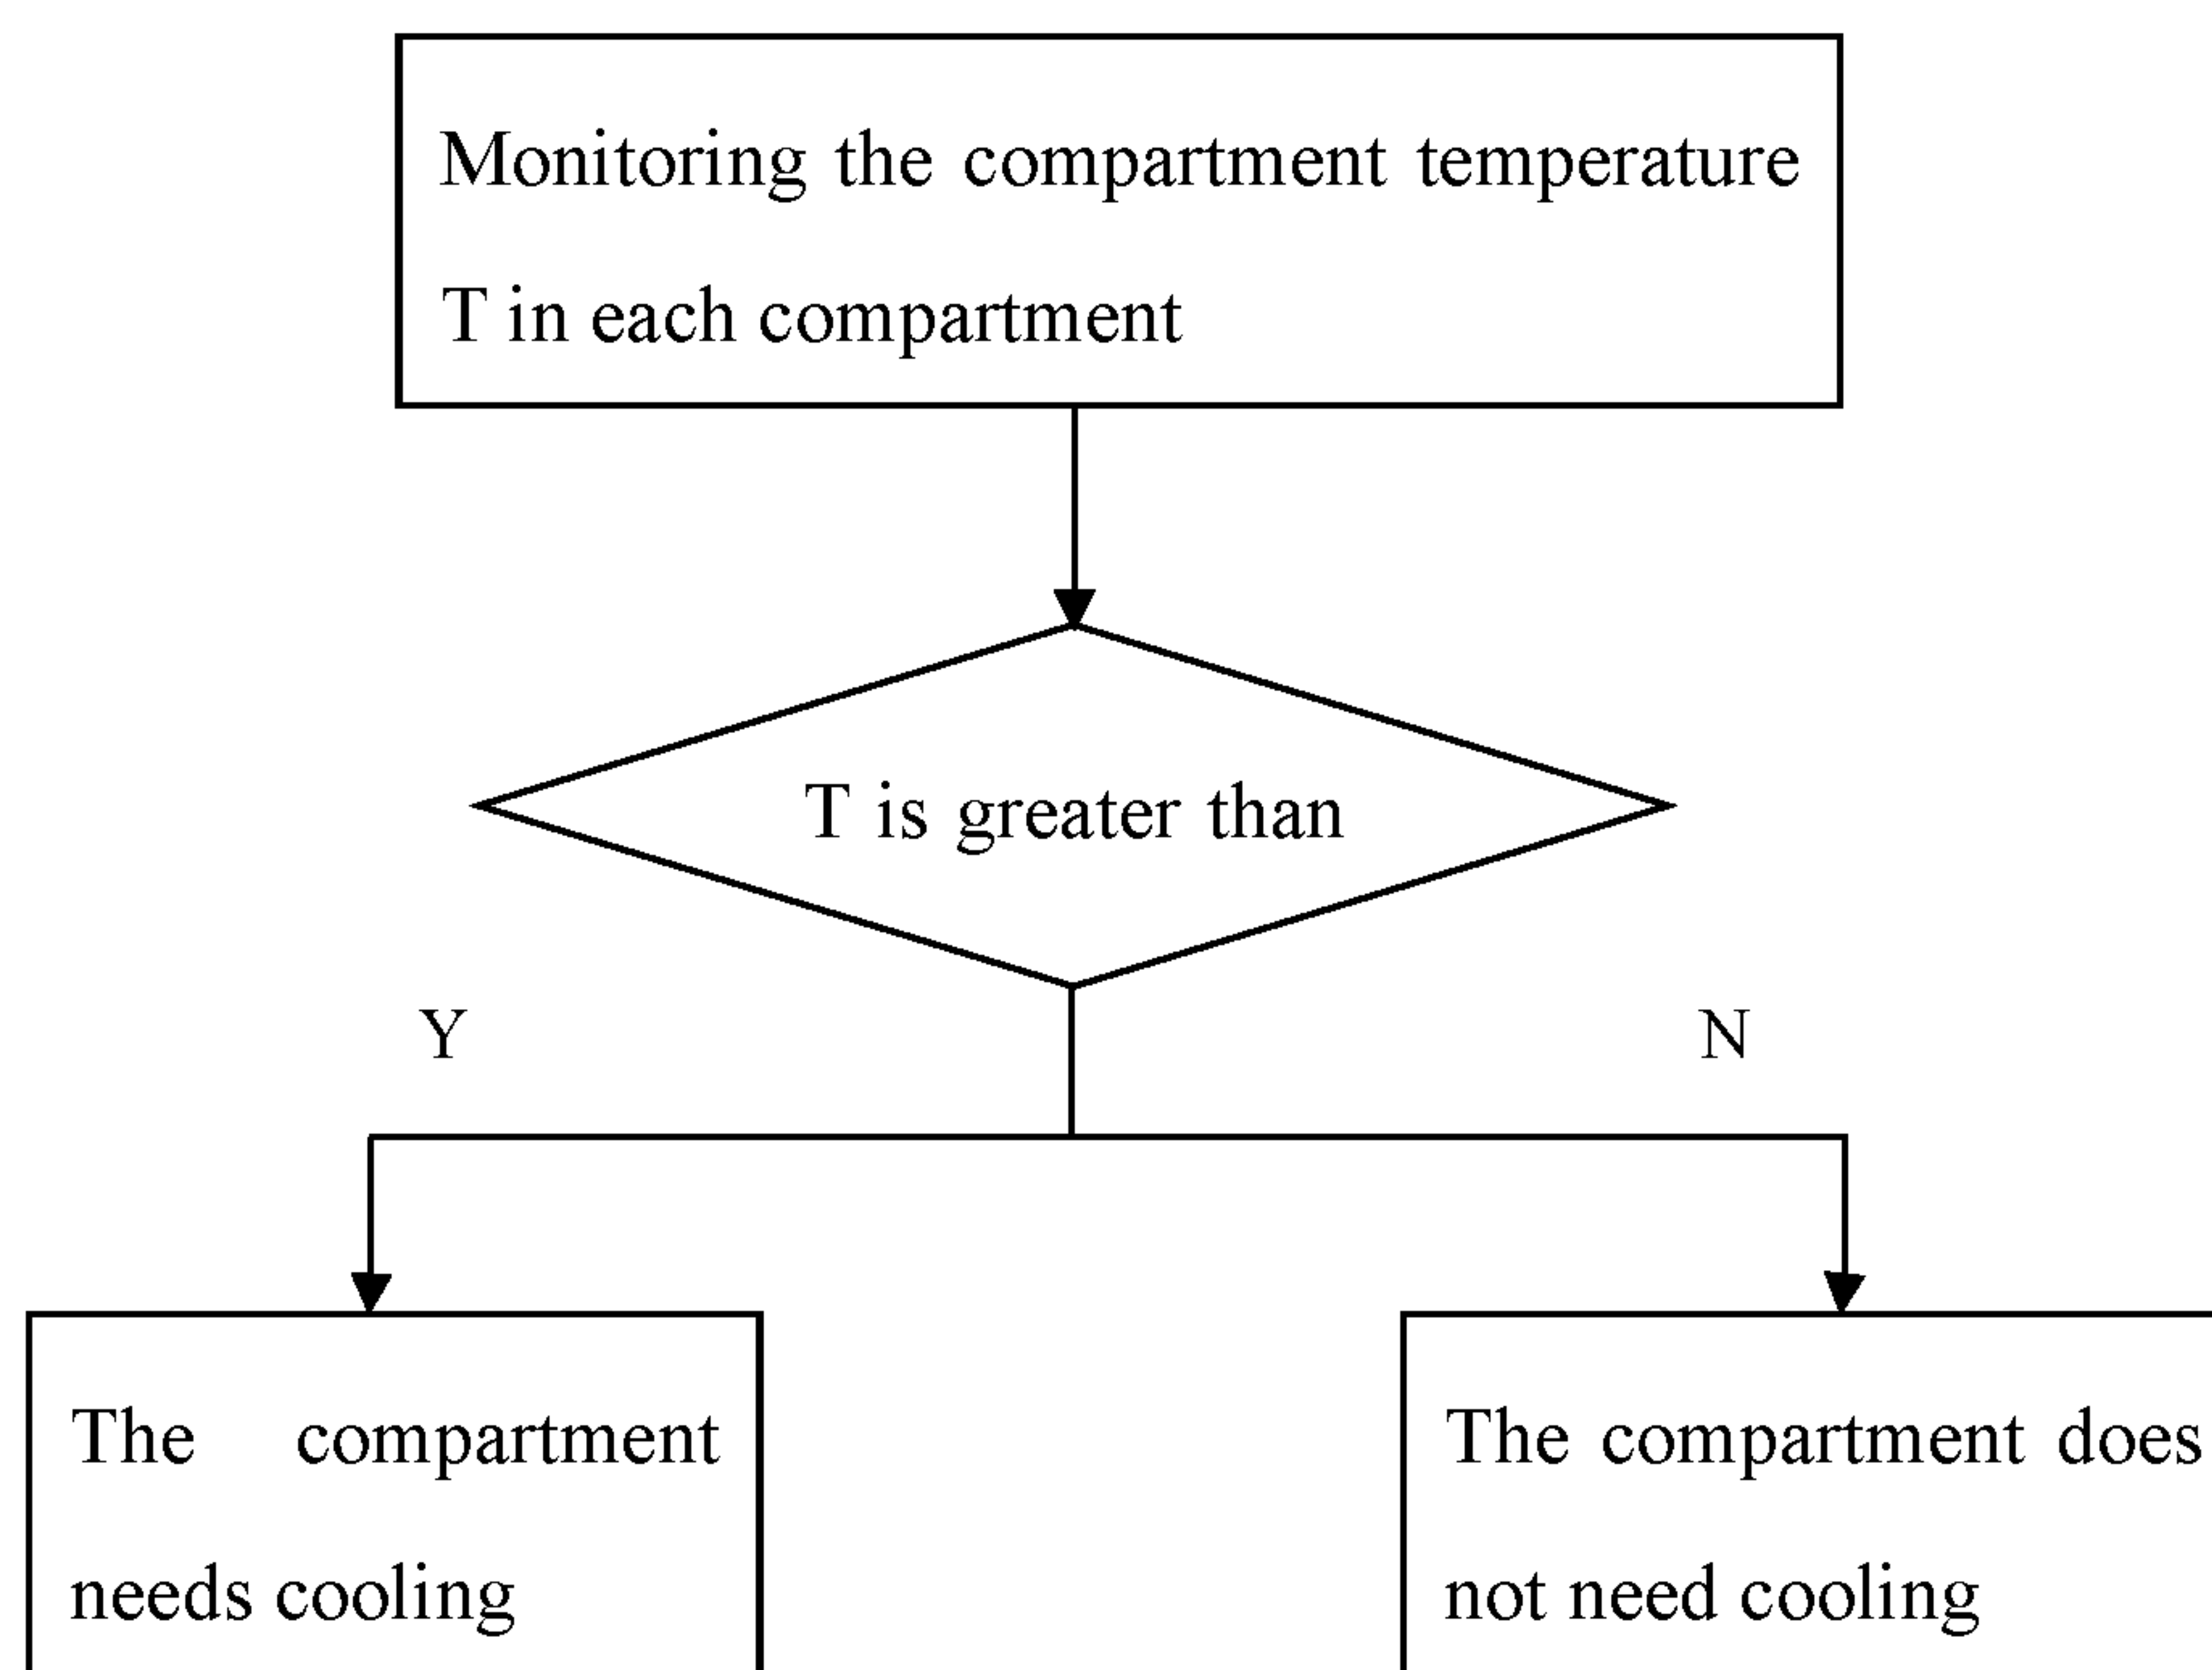 Monitoring the compartment temperature
T in each compartment
T is greater than
Y
N
The compartment
needs cooling
The compartment does
not need cooling